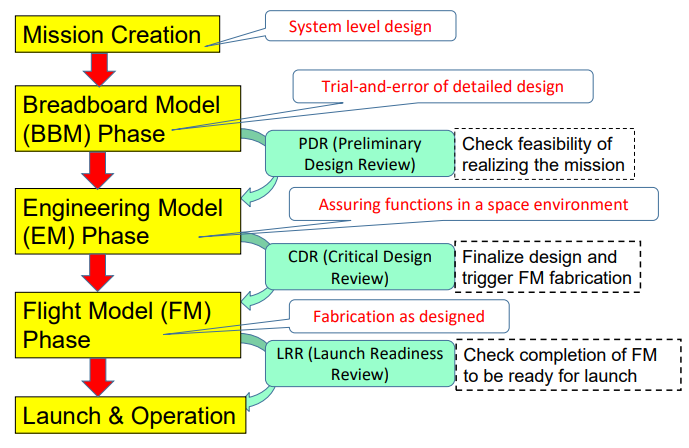 Mission Creation
System level design
Trial-and-error of detailed design
Breadboard Model
(BBM) Phase
PDR (Preliminary
Design Review)
Check feasibility of
realizing the mission
Engineering Model
(EM) Phase
Assuring functions in a space environment
CDR (Critical Design
Review)
Finalize design and
trigger FM fabrication
Flight Model (FM)
Phase
Fabrication as designed
LRR (Launch Readiness
Review)
Check completion of FM
to be ready for launch
Launch & Operation